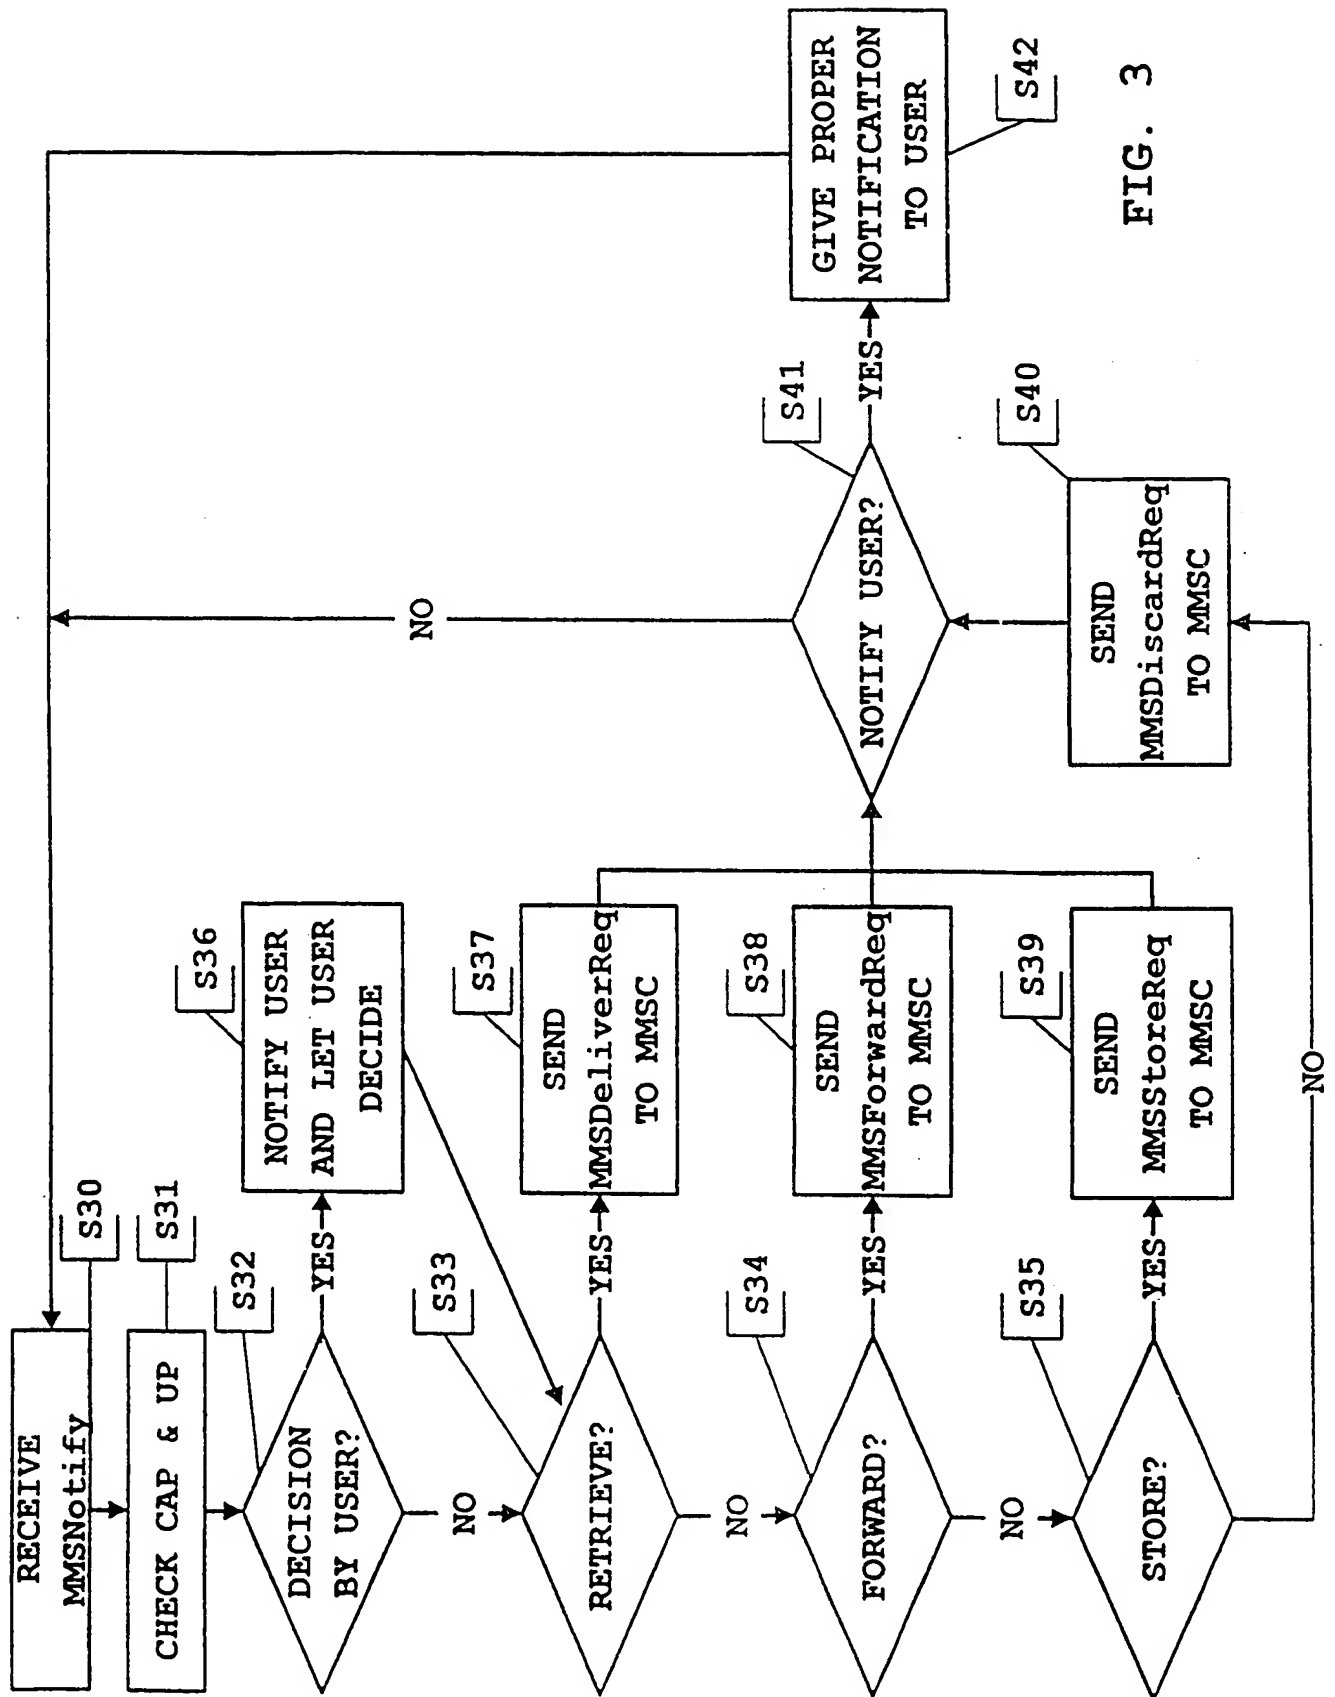 RECEIVE
MMSNotify
S30
CHECK CAP & UP
S31
DECISION
BY USER?
S32
YES
NOTIFY USER
AND LET USER
DECIDE
S36
NO
RETRIEVE?
S33
YES
SEND
MMSDeliverReq
TO MMSC
S37
NO
FORWARD?
S34
YES
SEND
MMSForwardReq
TO MMSC
S38
NO
STORE?
S35
YES
SEND
MMSStoreReq
TO MMSC
S39
NO
SEND
MMSDiscardReq
TO MMSC
S40
NOTIFY USER?
S41
NO
YES
GIVE PROPER
NOTIFICATION
TO USER
S42
FIG. 3